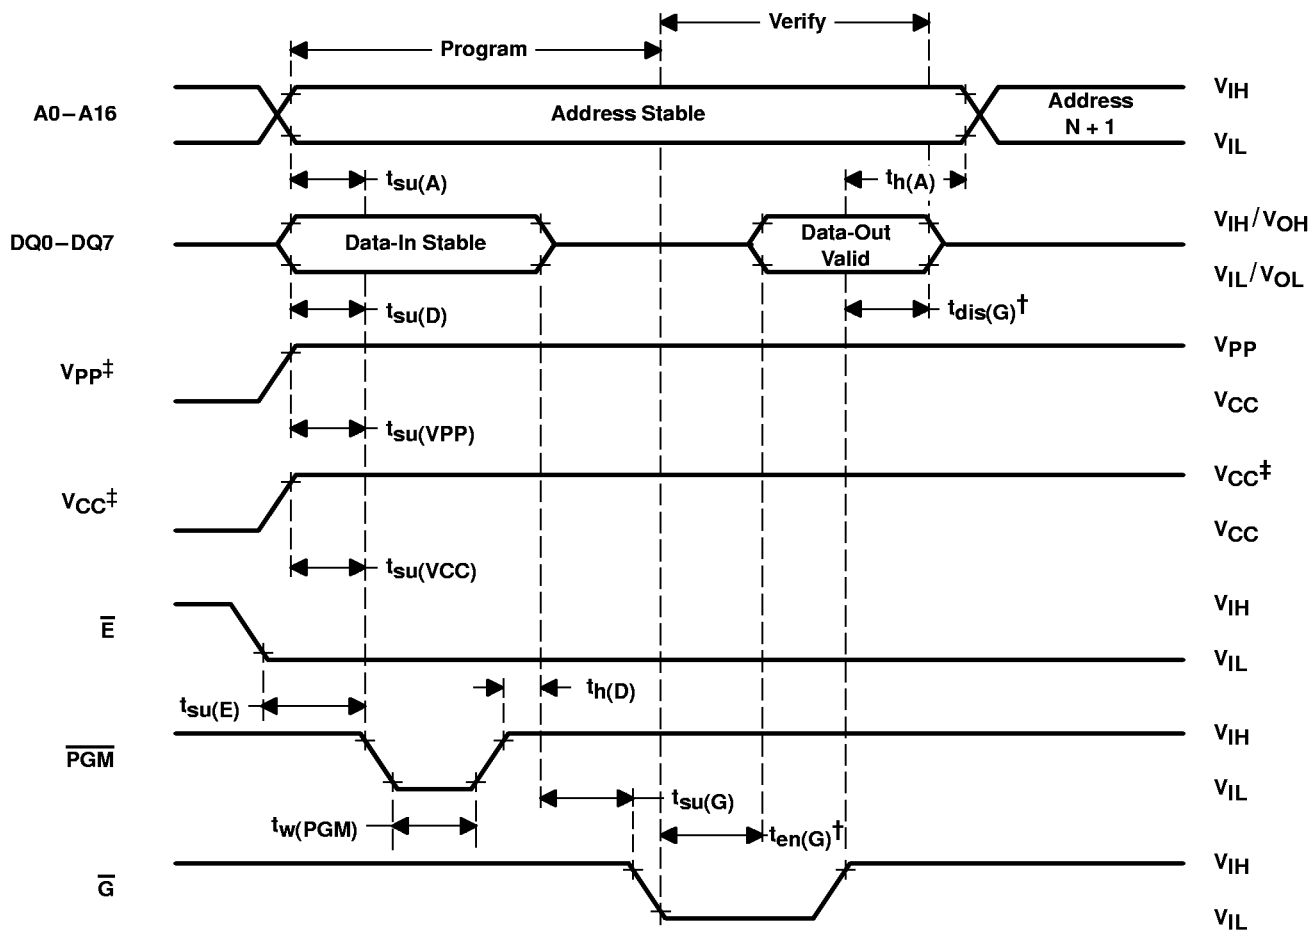 Verify
Program
A0–A16
Address Stable
Address
N + 1
VIH
VIL
tsu(A)
th(A)
DQ0–DQ7
Data-In Stable
Data-Out
Valid
VIH/VOH
VIL/VOL
tsu(D)
tdis(G)†
VPP‡
VPP
VCC
tsu(VPP)
VCC‡
VCC‡
VCC
tsu(VCC)
E̅
VIH
VIL
th(D)
tsu(E)
P̅G̅M̅
VIH
VIL
tsu(G)
tw(PGM)
ten(G)†
G̅
VIH
VIL